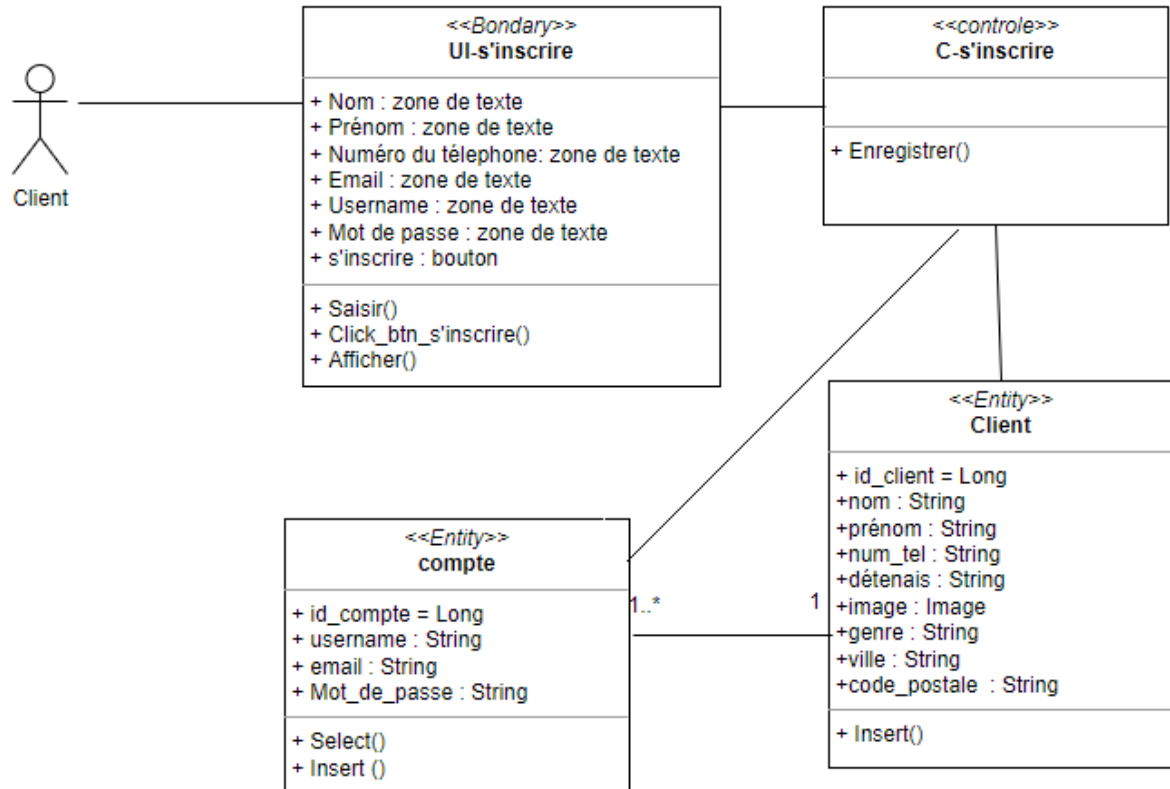 <<Bondary>>
UI-s'inscrire
+ Nom : zone de texte
+ Prénom : zone de texte
+ Numéro du télephone: zone de texte
+ Email : zone de texte
+ Username : zone de texte
+ Mot de passe : zone de texte
+ s'inscrire : bouton
+ Saisir()
+ Click_btn_s'inscrire()
+ Afficher()
<<controle>>
C-s'inscrire
+ Enregistrer()
Client
<<Entity>>
Client
+ id_client = Long
+nom : String
+prénom : String
+num_tel : String
+détenais : String
+image : Image
+genre : String
+ville : String
+code_postale : String
+ Insert()
<<Entity>>
compte
+ id_compte = Long
+ username : String
+ email : String
+ Mot_de_passe : String
+ Select()
+ Insert ()
1..*
1